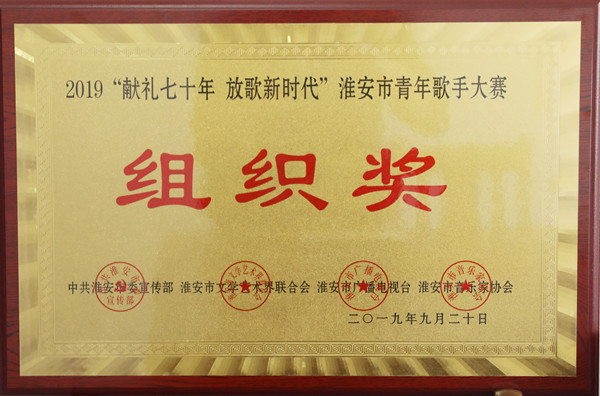 2019 “献礼七十年 放歌新时代” 淮安市青年歌手大赛
组织奖
中共淮安市委宣传部 淮安市文学艺术界联合会 淮安市广播电视台 淮安市音乐家协会
二〇一九年九月二十日